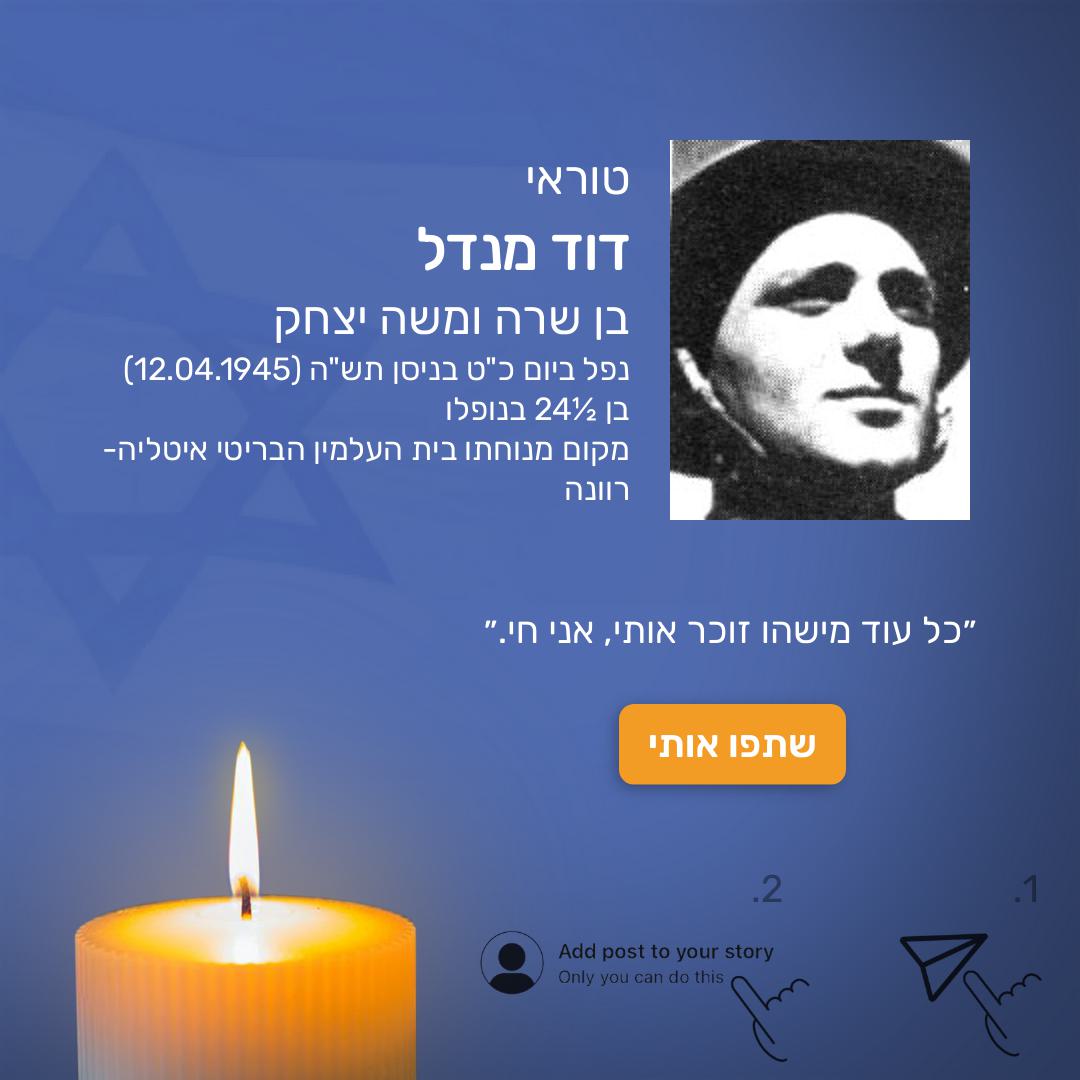 טוראי
דוד מנדל
בן שרה ומשה יצחק
נפל ביום כ"ט בניסן תש"ה (12.04.1945)
בן 24½ בנופלו
מקום מנוחתו בית העלמין הבריטי איטליה-
רוונה
״כל עוד מישהו זוכר אותי, אני חי.״
שתפו אותי
1.
2.
Add post to your story
Only you can do this